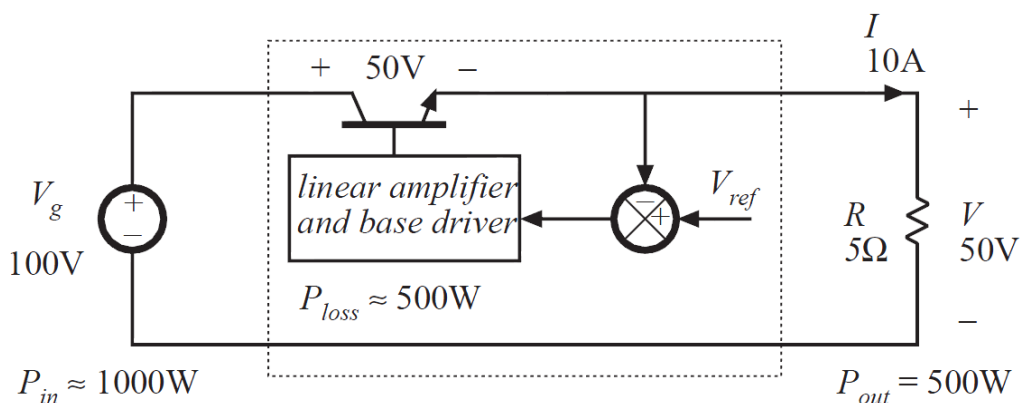 I
10A
+ 50V –
+
linear amplifier
and base driver
–
+
V_ref
V_g
100V
+
–
R
5Ω
V
50V
P_loss ≈ 500W
–
P_in ≈ 1000W
P_out = 500W